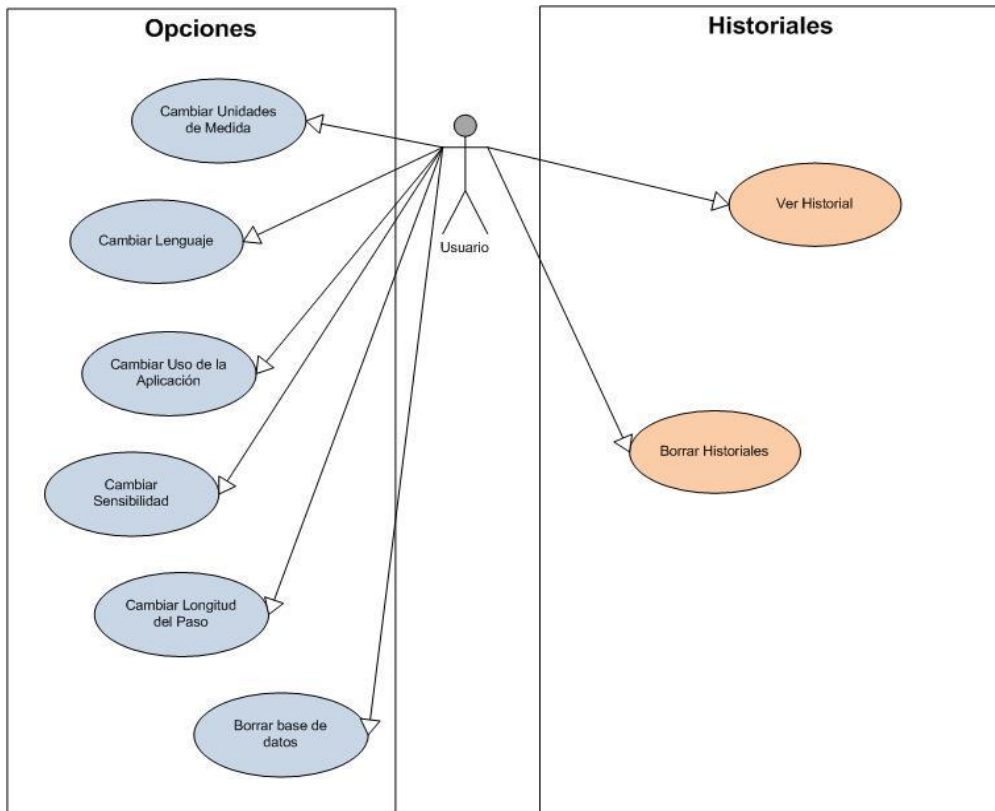 Opciones
Cambiar Unidades
de Medida
Cambiar Lenguaje
Cambiar Uso de la
Aplicación
Cambiar
Sensibilidad
Cambiar Longitud
del Paso
Borrar base de
datos
Usuario
Historiales
Ver Historial
Borrar Historiales